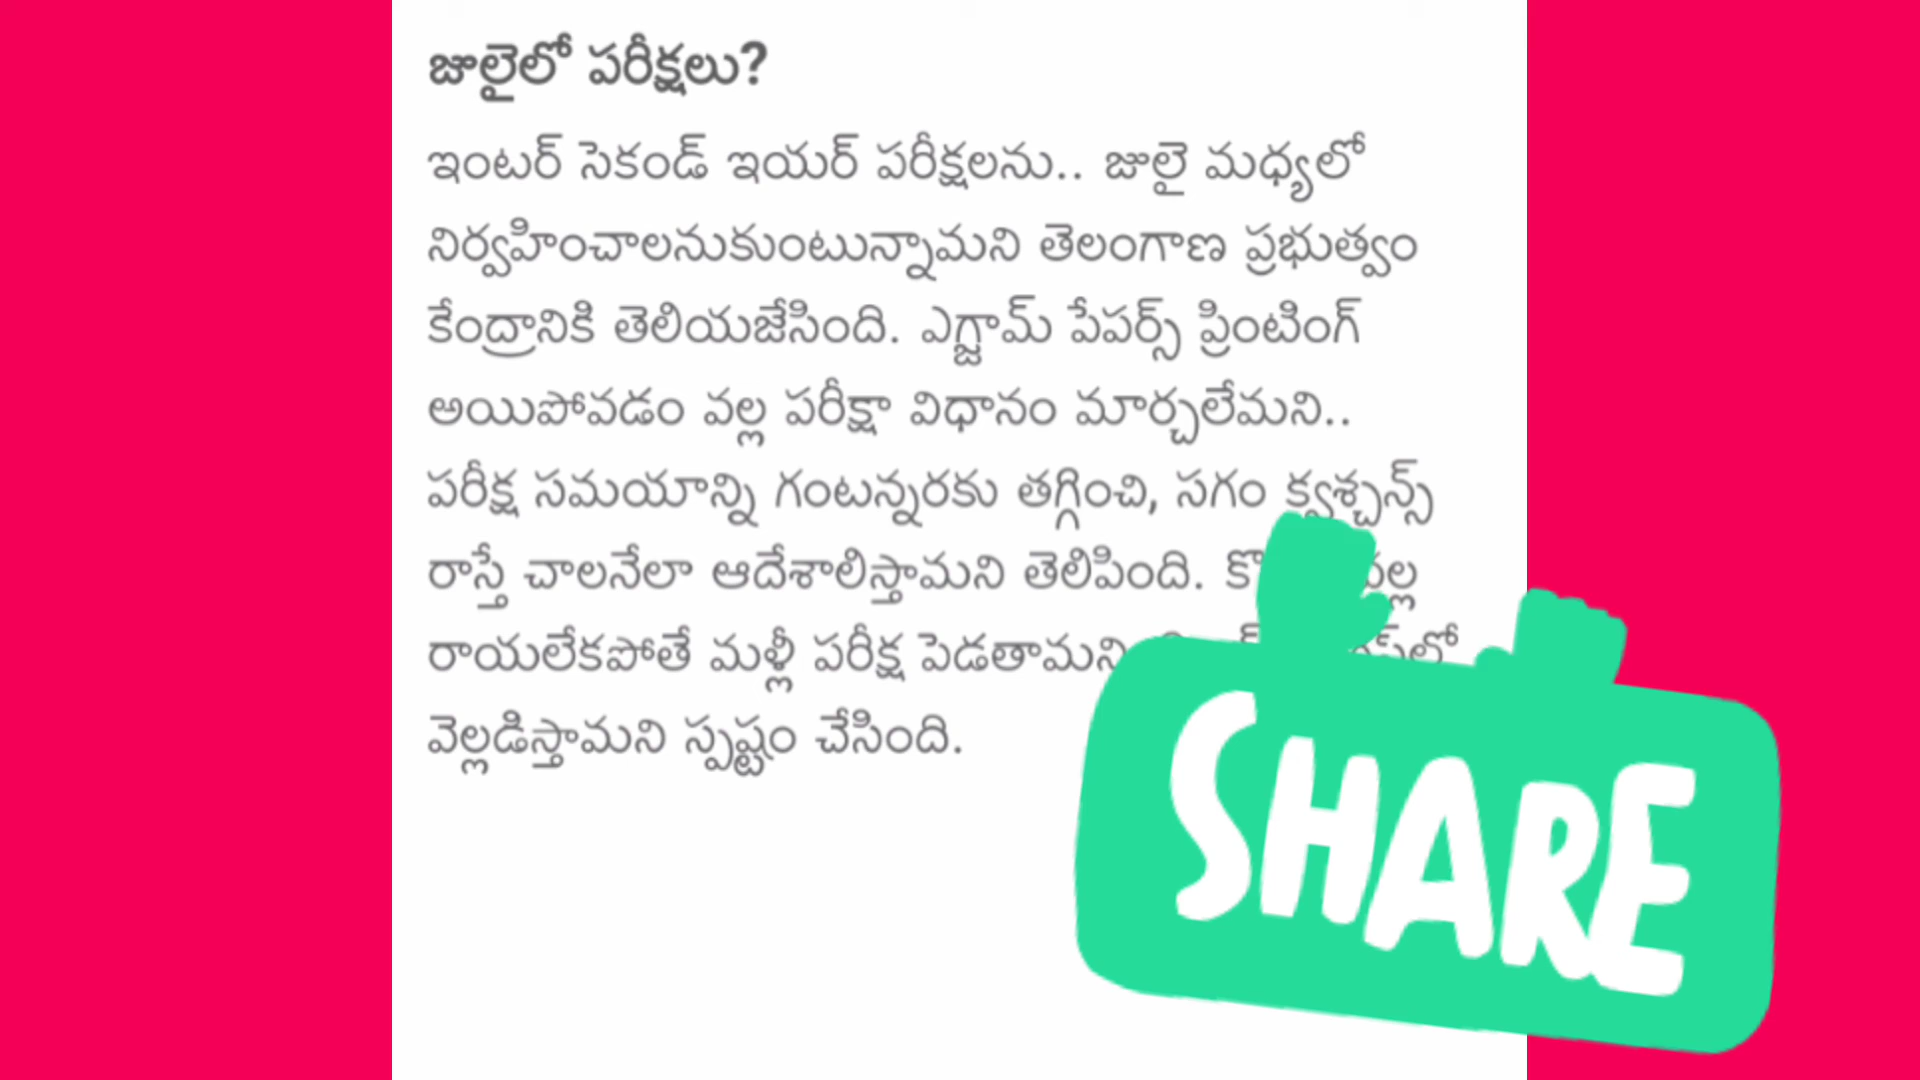 జులైలో పరీక్షలు?
ఇంటర్ సెకండ్ ఇయర్ పరీక్షలను.. జులై మధ్యలో
నిర్వహించాలనుకుంటున్నామని తెలంగాణ ప్రభుత్వం
కేంద్రానికి తెలియజేసింది. ఎగ్జామ్ పేపర్స్ ప్రింటింగ్
అయిపోవడం వల్ల పరీక్షా విధానం మార్చలేమని..
పరీక్ష సమయాన్ని గంటన్నరకు తగ్గించి, సగం క్వశ్చన్స్
రాస్తే చాలనేలా ఆదేశాలిస్తామని తెలిపింది. వల్ల
రాయలేకపోతే మళ్లీ పరీక్ష పెడతామని
వెల్లడిస్తామని స్పష్టం చేసింది.
SHARE